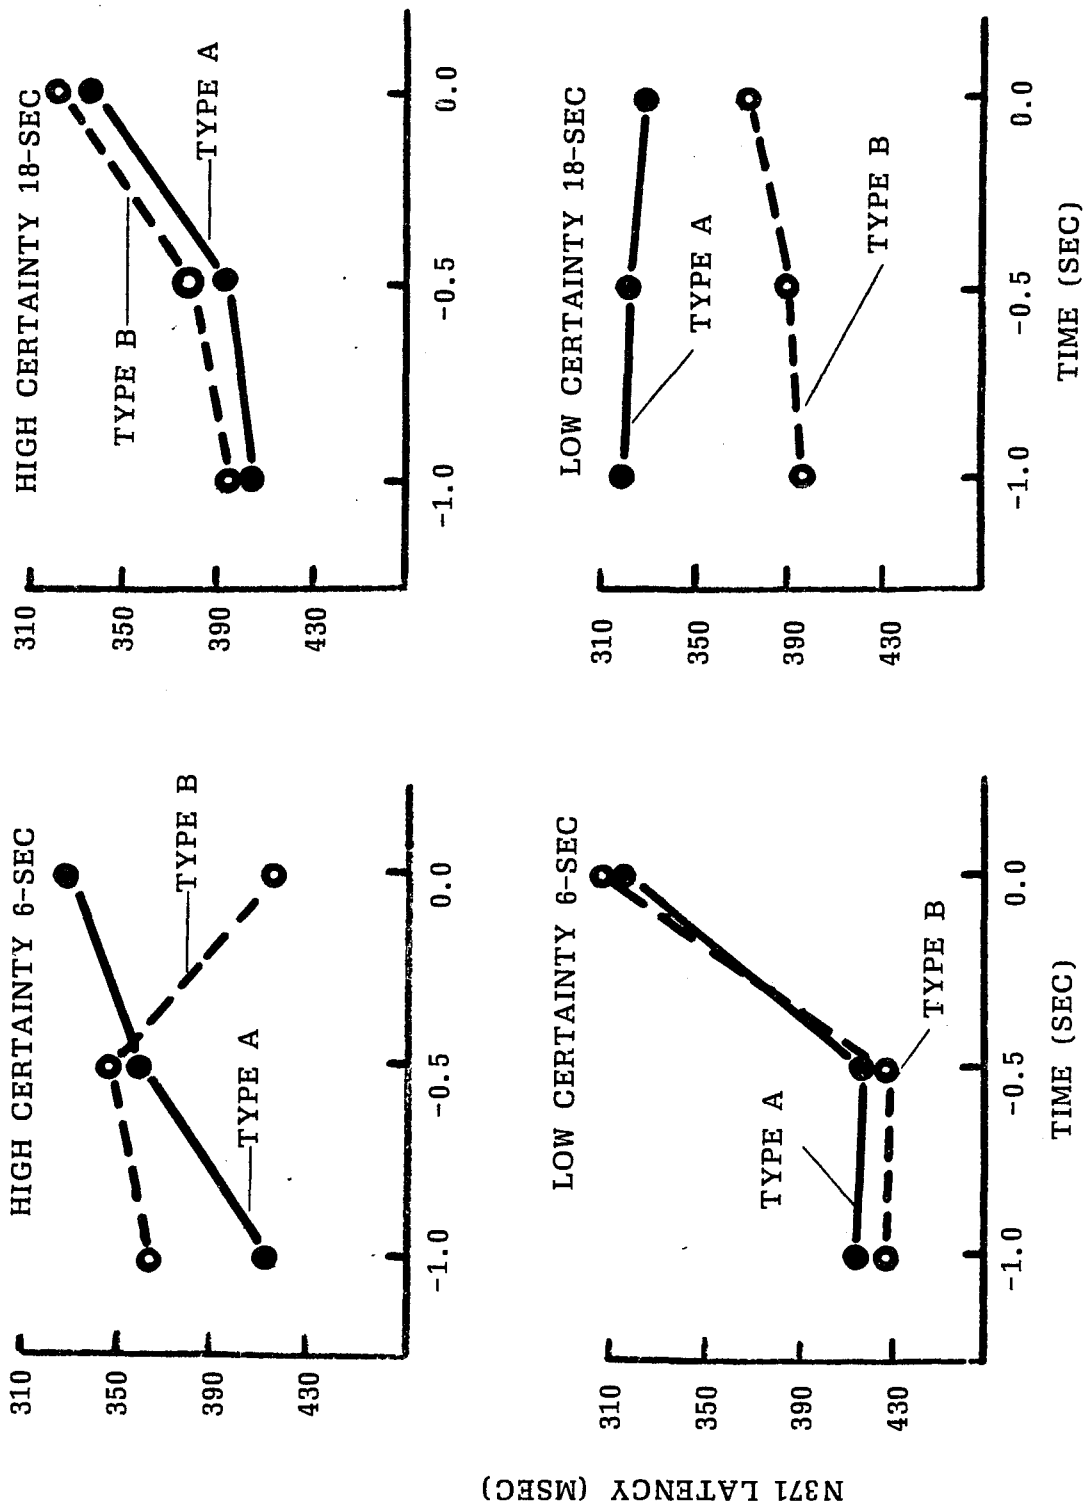 N371 LATENCY (MSEC)
HIGH CERTAINTY 6-SEC
310
350
390
430
TYPE A
TYPE B
-1.0
-0.5
0.0
HIGH CERTAINTY 18-SEC
310
350
390
430
TYPE B
TYPE A
-1.0
-0.5
0.0
LOW CERTAINTY 6-SEC
310
350
390
430
TYPE A
TYPE B
-1.0
-0.5
0.0
TIME (SEC)
LOW CERTAINTY 18-SEC
310
350
390
430
TYPE A
TYPE B
-1.0
-0.5
0.0
TIME (SEC)